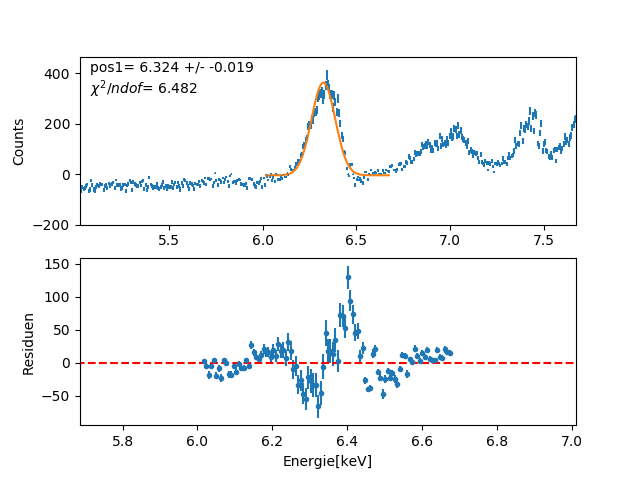 pos1= 6.324 +/- -0.019
χ²/ndof= 6.482
400
200
0
−200
Counts
5.5 6.0 6.5 7.0 7.5
150
100
50
0
−50
Residuen
5.8 6.0 6.2 6.4 6.6 6.8 7.0
Energie[keV]